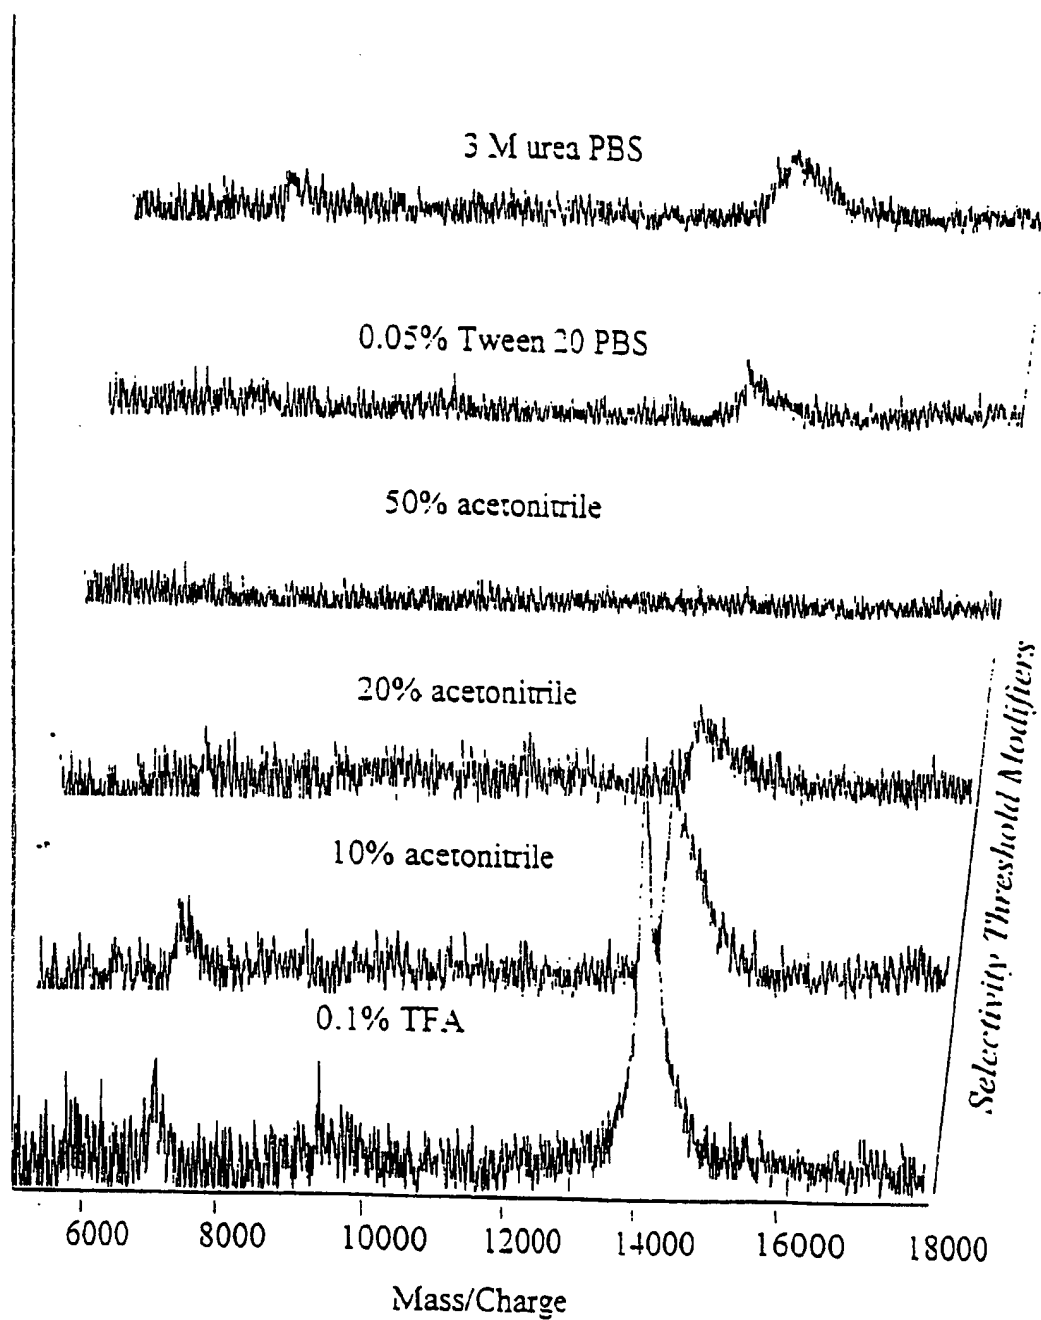 3 M urea PBS
0.05% Tween 20 PBS
50% acetonitrile
20% acetonitrile
10% acetonitrile
0.1% TFA
Selectivity Threshold Modifiers
6000 8000 10000 12000 14000 16000 18000
Mass/Charge